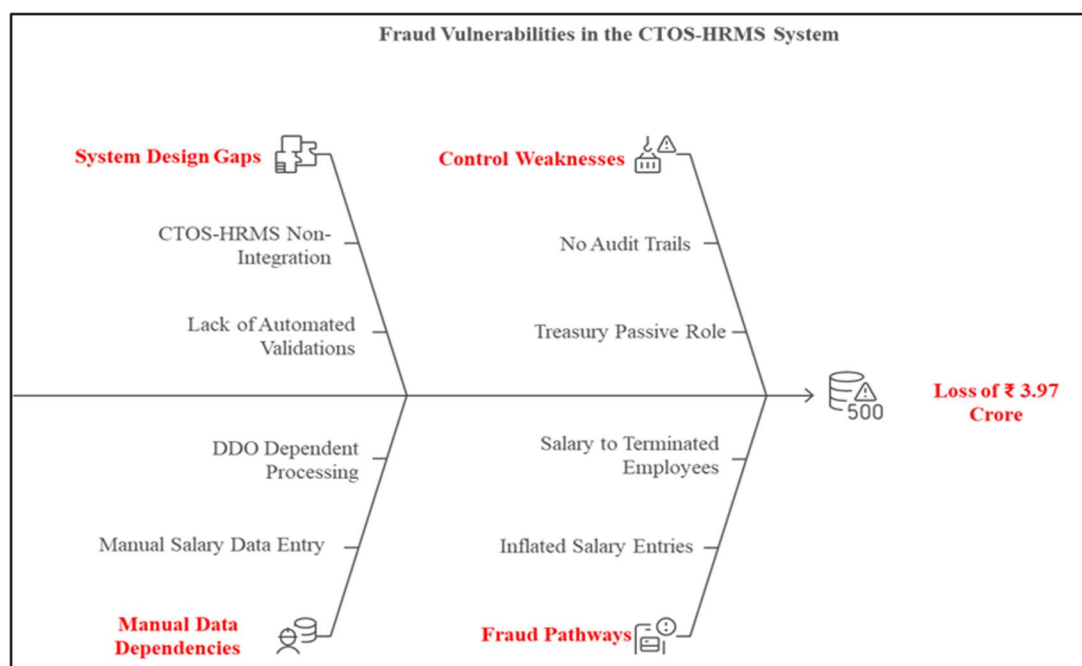 Fraud Vulnerabilities in the CTOS-HRMS System
System Design Gaps
CTOS-HRMS Non-
Integration
Lack of Automated
Validations
Control Weaknesses
No Audit Trails
Treasury Passive Role
500
Loss of ₹ 3.97
Crore
DDO Dependent
Processing
Manual Salary Data Entry
Manual Data
Dependencies
Salary to Terminated
Employees
Inflated Salary Entries
Fraud Pathways